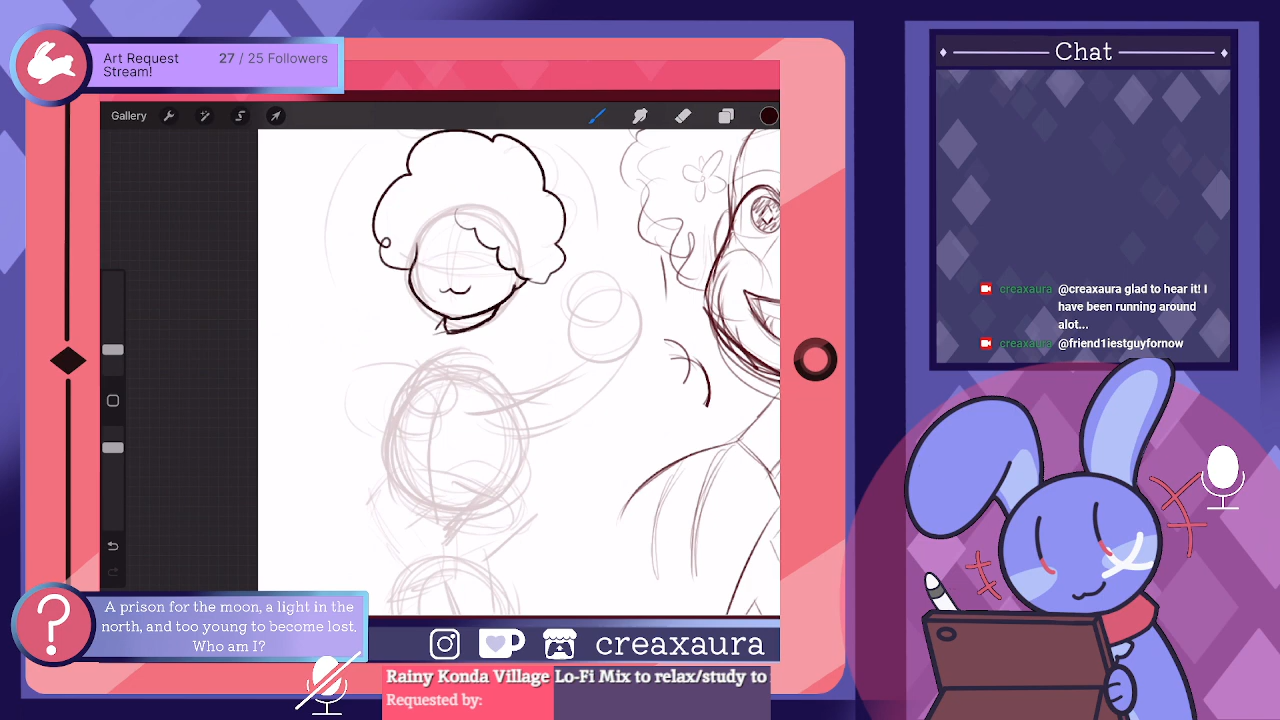 Art Request
Stream!
27 / 25 Followers
Gallery
Chat
creaxaura @creaxaura glad to hear it! I
have been running around
alot...
creaxaura @friend1iestguyfornow
?
A prison for the moon, a light in the
north, and too young to become lost.
Who am I?
creaxaura
Rainy Konda Village Lo-Fi Mix to relax/study to
Requested by: